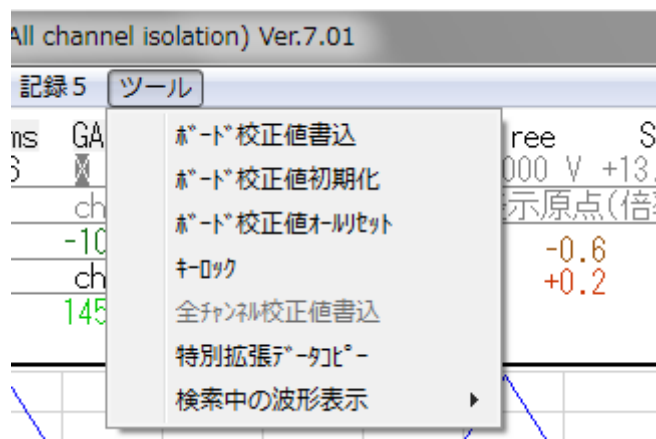 All channel isolation) Ver.7.01
記録5 ツール
ms GA ree S
6 000 V +13.
ch 示原点(倍
-10 -0.6
ch +0.2
145
ﾎﾞｰﾄﾞ校正値書込
ﾎﾞｰﾄﾞ校正値初期化
ﾎﾞｰﾄﾞ校正値ｵｰﾙﾘｾｯﾄ
ｷｰﾛｯｸ
全ﾁｬﾝﾈﾙ校正値書込
特別拡張ﾃﾞｰﾀｺﾋﾟｰ
検索中の波形表示